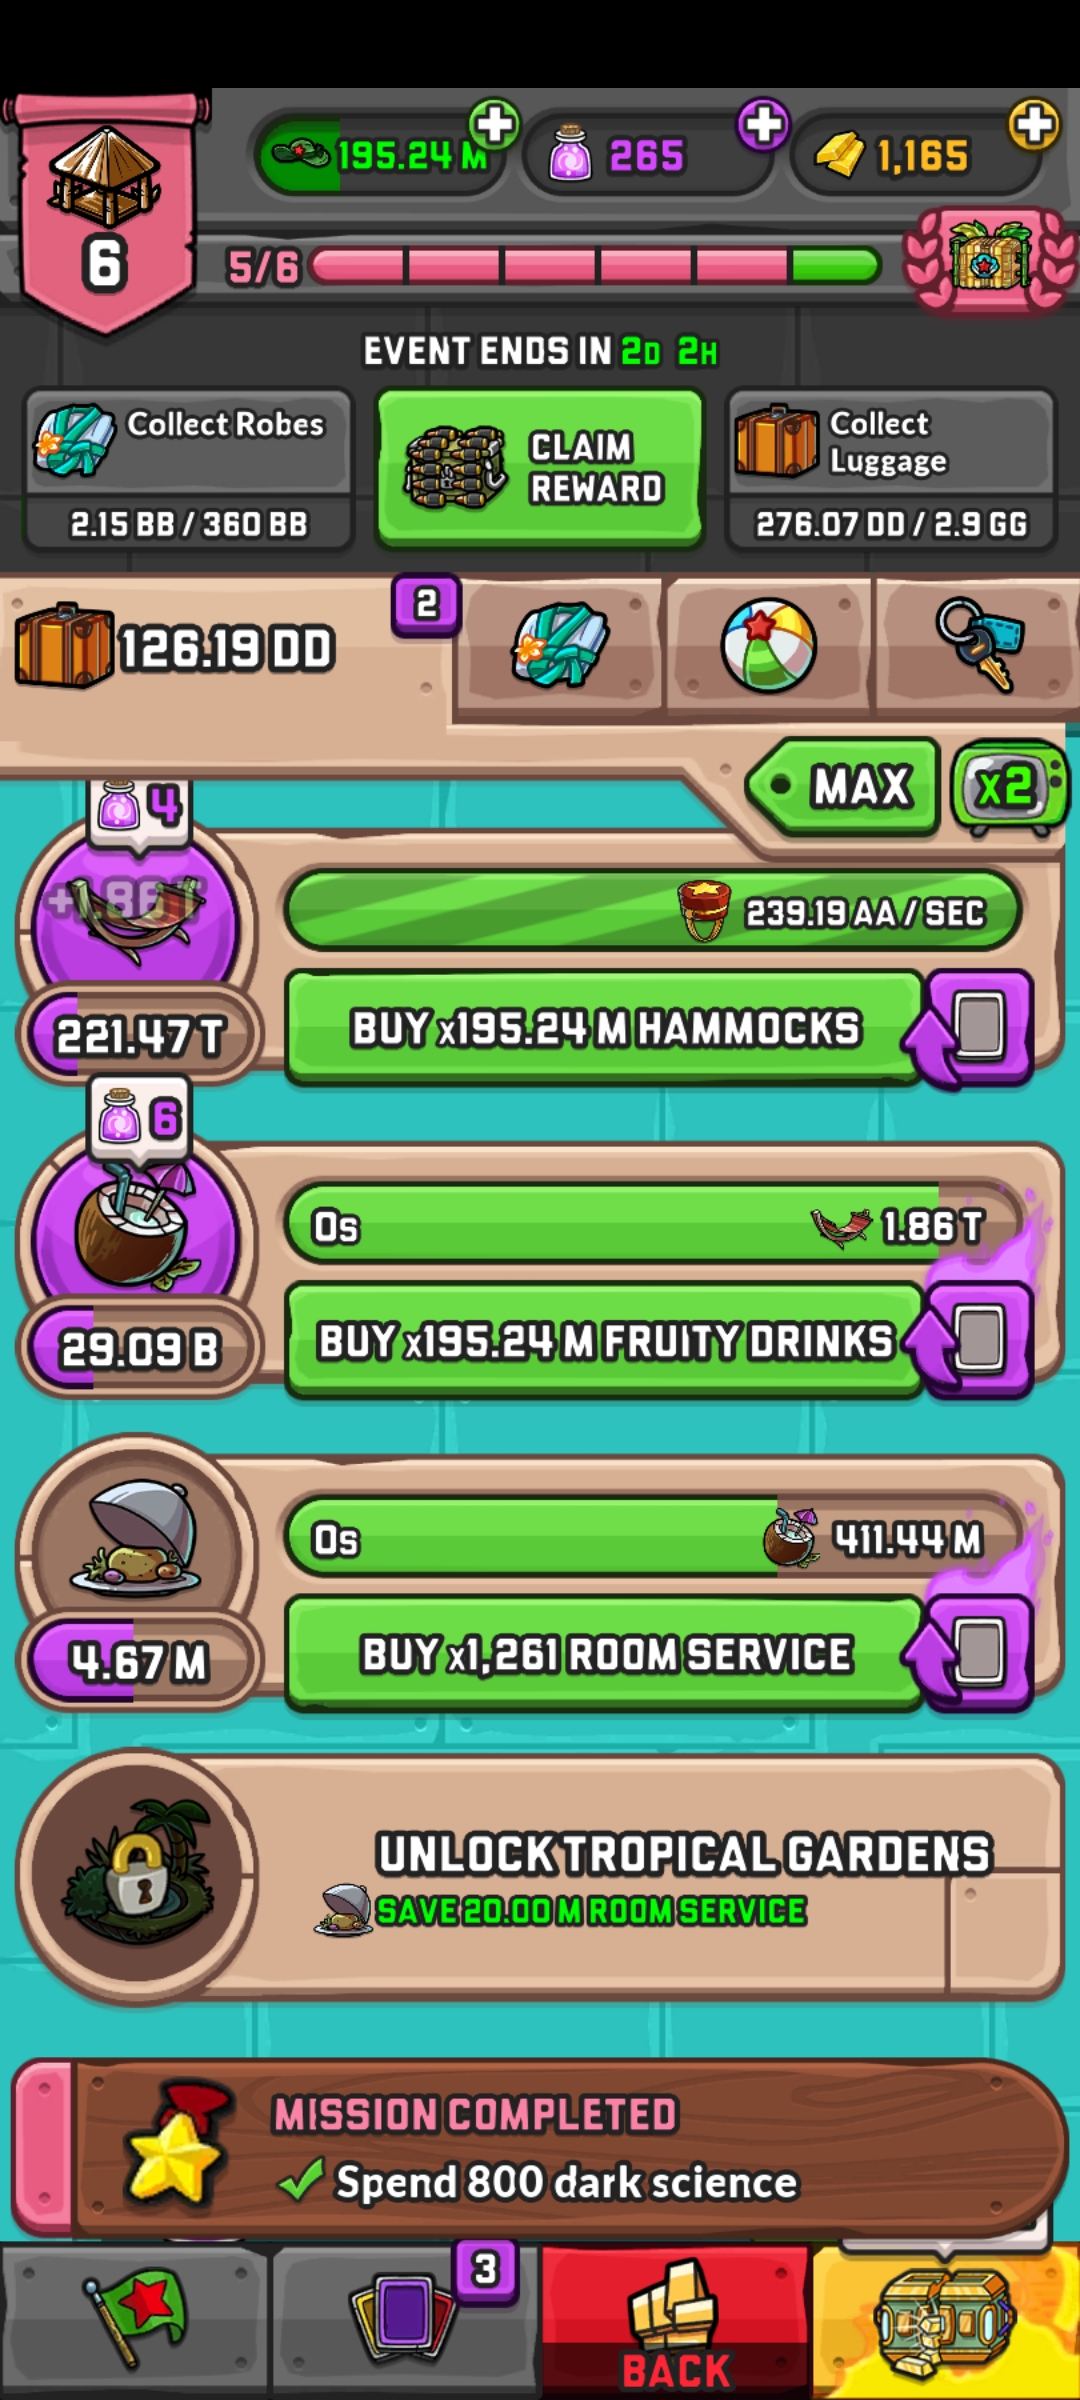 195.24 M
265
1,165
6
5/6
EVENT ENDS IN 2D 2H
Collect Robes
2.15 BB / 360 BB
CLAIM
REWARD
Collect
Luggage
276.07 DD / 2.9 GG
126.19 DD
2
MAX
x2
4
+1.86T
239.19 AA / SEC
221.47 T
BUY x195.24 M HAMMOCKS
6
0s
1.86 T
29.09 B
BUY x195.24 M FRUITY DRINKS
0s
411.44 M
4.67 M
BUY x1,261 ROOM SERVICE
UNLOCK TROPICAL GARDENS
SAVE 20.00 M ROOM SERVICE
MISSION COMPLETED
Spend 800 dark science
3
BACK